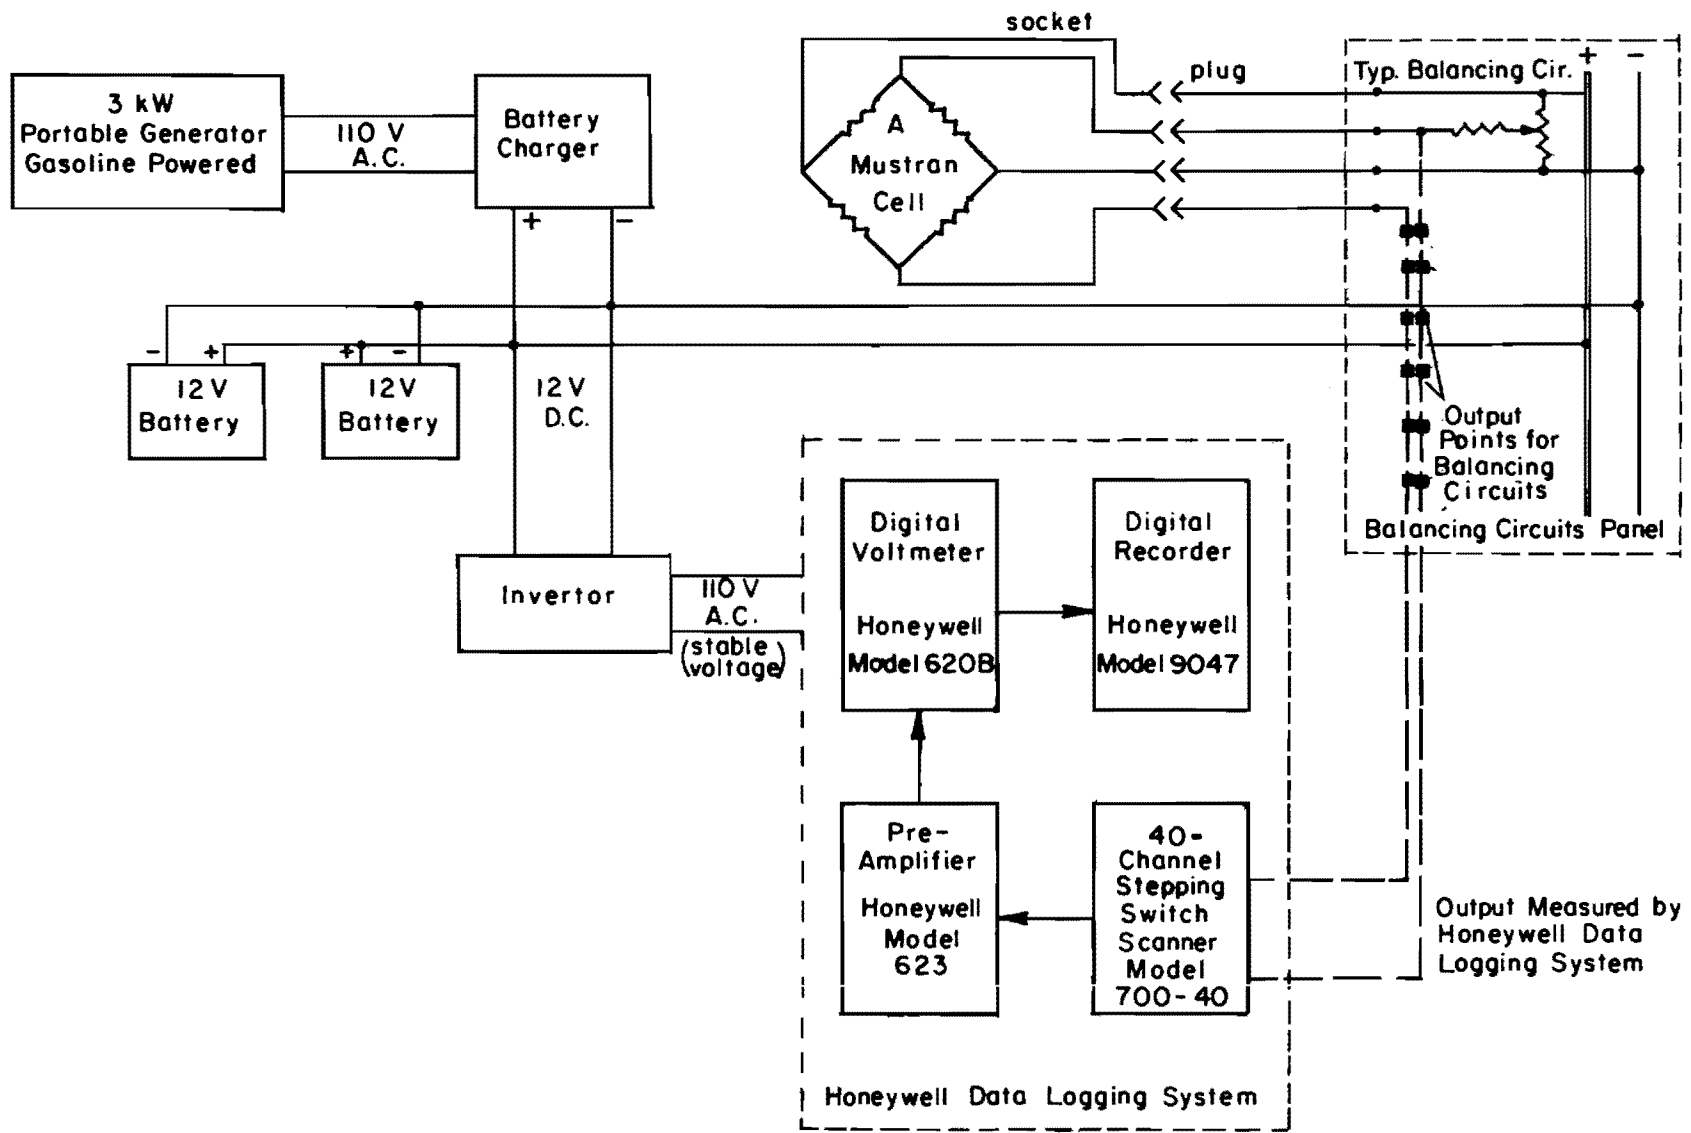 socket
3 kW
Portable Generator
Gasoline Powered
110 V
A.C.
Battery
Charger
+ -
A
Mustran
Cell
plug
Typ. Balancing Cir.
+ -
- +
12 V
Battery
+ -
12 V
Battery
12 V
D.C.
Output
Points for
Balancing
Circuits
Balancing Circuits Panel
Invertor
110 V
A.C.
(stable
voltage)
Digital
Voltmeter
Honeywell
Model 620B
Digital
Recorder
Honeywell
Model 9047
Pre-
Amplifier
Honeywell
Model
623
40-
Channel
Stepping
Switch
Scanner
Model
700-40
Output Measured by
Honeywell Data
Logging System
Honeywell Data Logging System